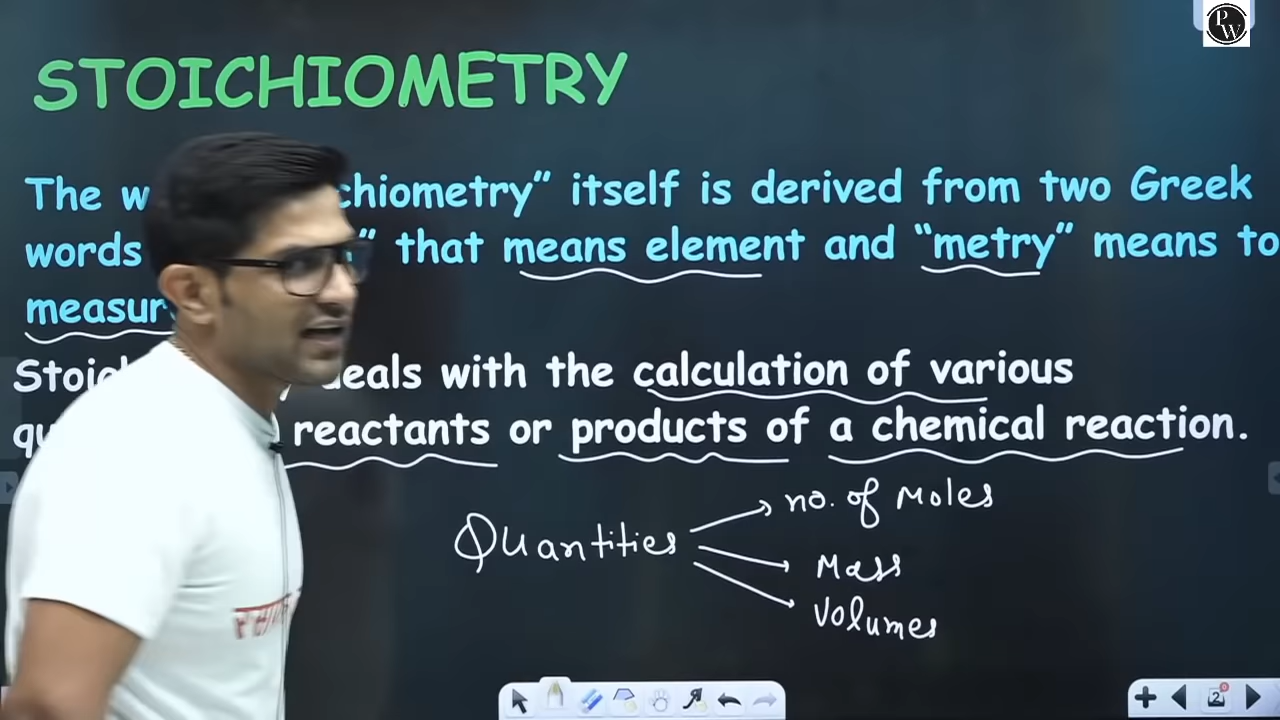 PW
STOICHIOMETRY
The w chiometry” itself is derived from two Greek
words ” that means element and “metry” means to
measur
Stoic deals with the calculation of various
qu reactants or products of a chemical reaction.
Quantities
no. of Moles
Mass
Volumes
2